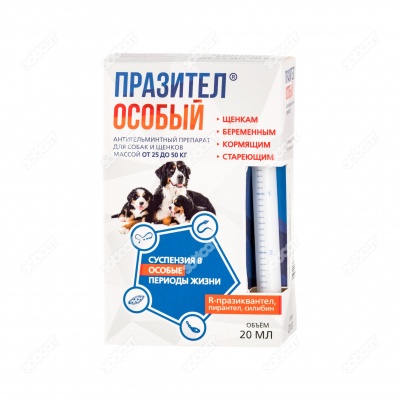 ПРАЗИТЕЛ®
ОСОБЫЙ
АНТИГЕЛЬМИНТНЫЙ ПРЕПАРАТ
ДЛЯ СОБАК И ЩЕНКОВ
МАССОЙ ОТ 25 ДО 50 КГ
• ЩЕНКАМ
• БЕРЕМЕННЫМ
• КОРМЯЩИМ
• СТАРЕЮЩИМ
СУСПЕНЗИЯ В
ОСОБЫЕ
ПЕРИОДЫ ЖИЗНИ
R-празиквантел,
пирантел, силибин
ОБЪЕМ
20 МЛ